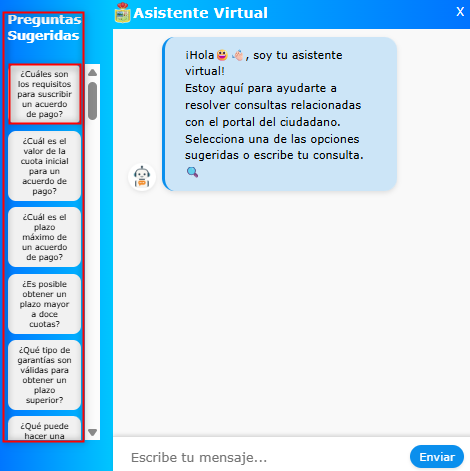 Preguntas
Sugeridas
¿Cuáles son
los requisitos
para suscribir
un acuerdo
de pago?
¿Cuál es el
valor de la
cuota inicial
para un
acuerdo de
pago?
¿Cuál es el
plazo
máximo de
un acuerdo
de pago?
¿Es posible
obtener un
plazo mayor
a doce
cuotas?
¿Qué tipo de
garantías son
válidas para
obtener un
plazo
superior?
¿Qué puede
hacer una
Asistente Virtual
X
¡Hola😃 👋🏻, soy tu asistente
virtual!
Estoy aquí para ayudarte a
resolver consultas relacionadas
con el portal del ciudadano.
Selecciona una de las opciones
sugeridas o escribe tu consulta.
🔍
Escribe tu mensaje...
Enviar